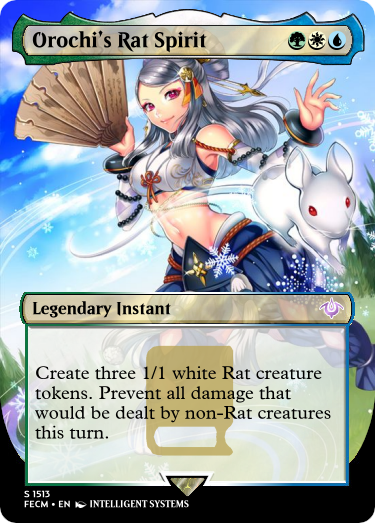 Orochi's Rat Spirit
Legendary Instant
Create three 1/1 white Rat creature
tokens. Prevent all damage that
would be dealt by non-Rat creatures
this turn.
S 1513
FECM • EN INTELLIGENT SYSTEMS